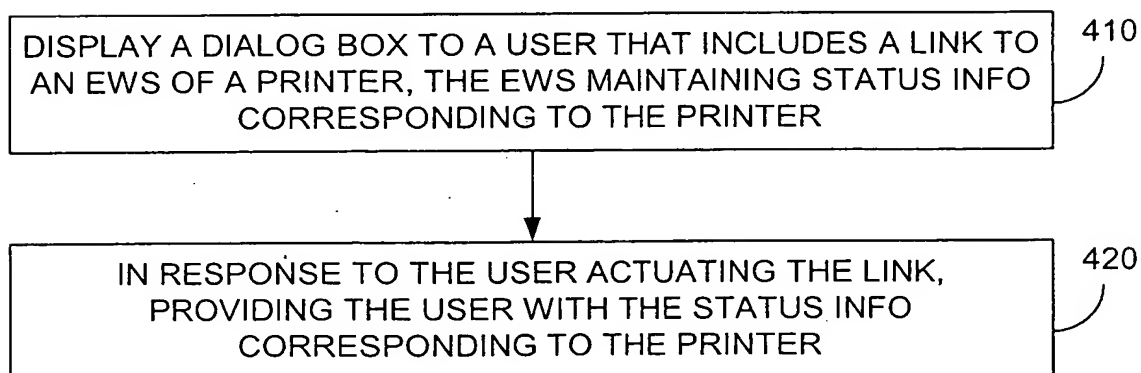 DISPLAY A DIALOG BOX TO A USER THAT INCLUDES A LINK TO
AN EWS OF A PRINTER, THE EWS MAINTAINING STATUS INFO
CORRESPONDING TO THE PRINTER
410
IN RESPONSE TO THE USER ACTUATING THE LINK,
PROVIDING THE USER WITH THE STATUS INFO
CORRESPONDING TO THE PRINTER
420